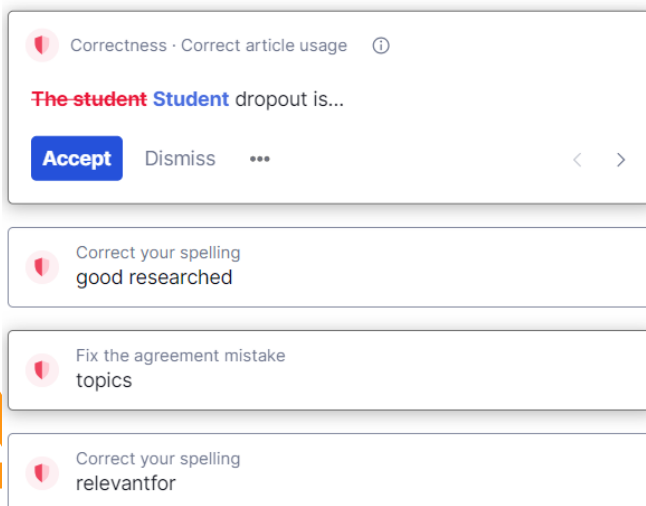 Correctness · Correct article usage
The student Student dropout is...
Accept Dismiss
Correct your spelling
good researched
Fix the agreement mistake
topics
Correct your spelling
relevantfor